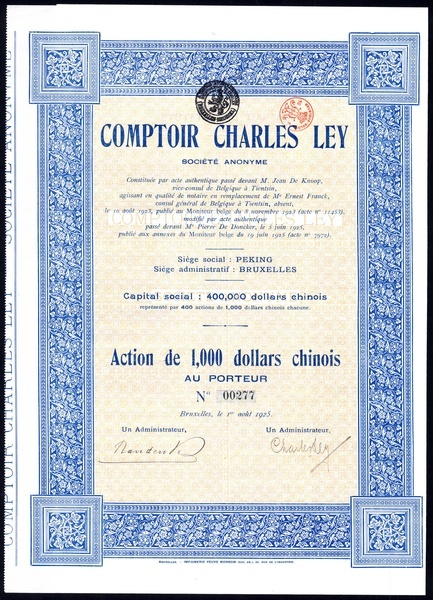 COMPTOIR CHARLES LEY
SOCIÉTÉ ANONYME
Constituée par acte authentique passé devant M. Jean De Knoop,
vice-consul de Belgique à Tientsin,
agissant en qualité de notaire en remplacement de Mr Ernest Franck,
consul général de Belgique à Tientsin, absent,
le 10 août 1923, publié au Moniteur belge du 8 novembre 1923 (acte n° 11453),
modifié par acte authentique
passé devant Me Pierre De Doncker, le 5 juin 1925,
publié aux annexes du Moniteur belge du 19 juin 1925 (acte n° 7972).
Siège social : PEKING
Siège administratif : BRUXELLES
Capital social : 400,000 dollars chinois
représenté par 400 actions de 1,000 dollars chinois chacune.
Action de 1,000 dollars chinois
AU PORTEUR
N° 00277
Bruxelles, le 1er août 1925.
Un Administrateur, Un Administrateur,
Charles Ley
COMPTOIR CHARLES LEY SOCIÉTÉ ANONYME